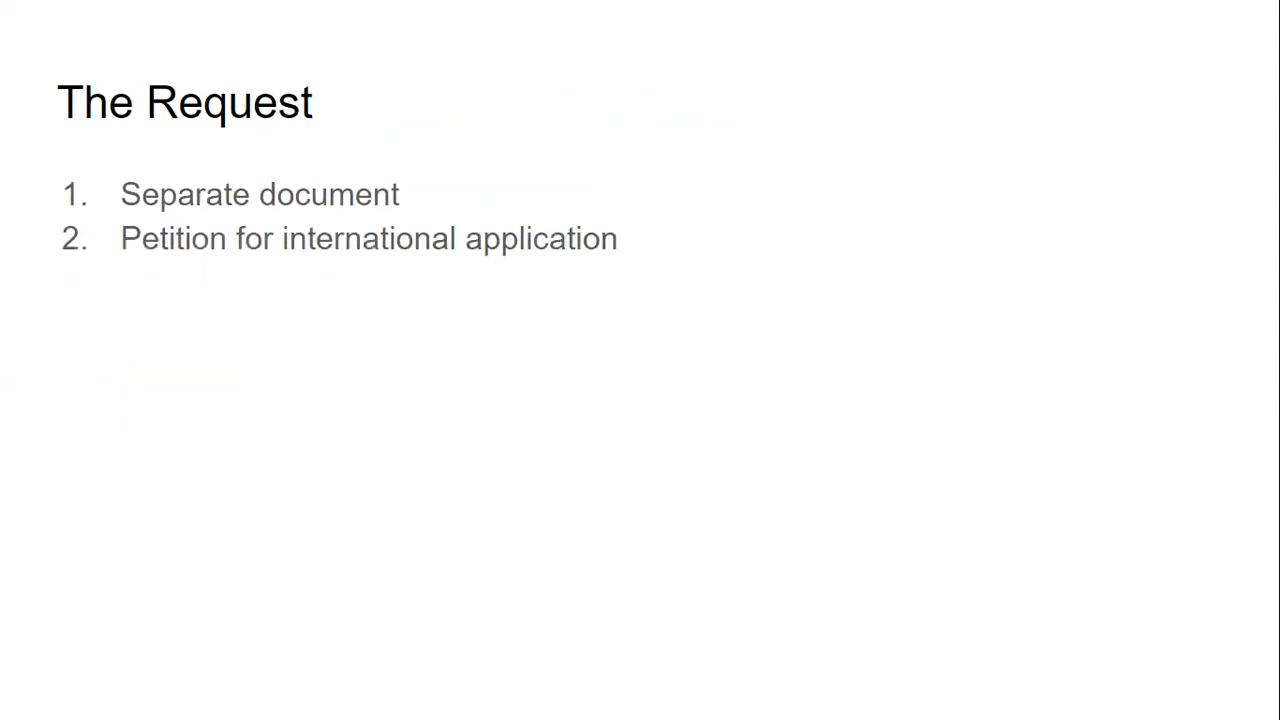 The Request
1. Separate document
2. Petition for international application